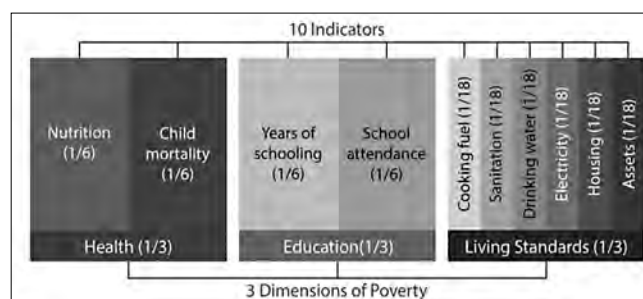 10 Indicators
Nutrition
(1/6)
Child
mortality
(1/6)
Health (1/3)
Years of
schooling
(1/6)
School
attendance
(1/6)
Education(1/3)
Cooking fuel (1/18)
Sanitation (1/18)
Drinking water (1/18)
Electricity (1/18)
Housing (1/18)
Assets (1/18)
Living Standards (1/3)
3 Dimensions of Poverty